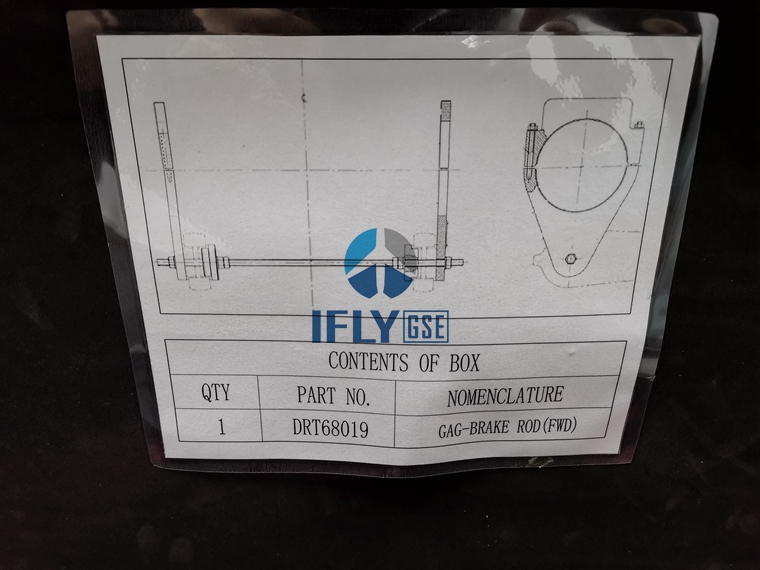 IFLY GSE
CONTENTS OF BOX
QTY PART NO. NOMENCLATURE
1 DRT68019 GAG-BRAKE ROD(FWD)